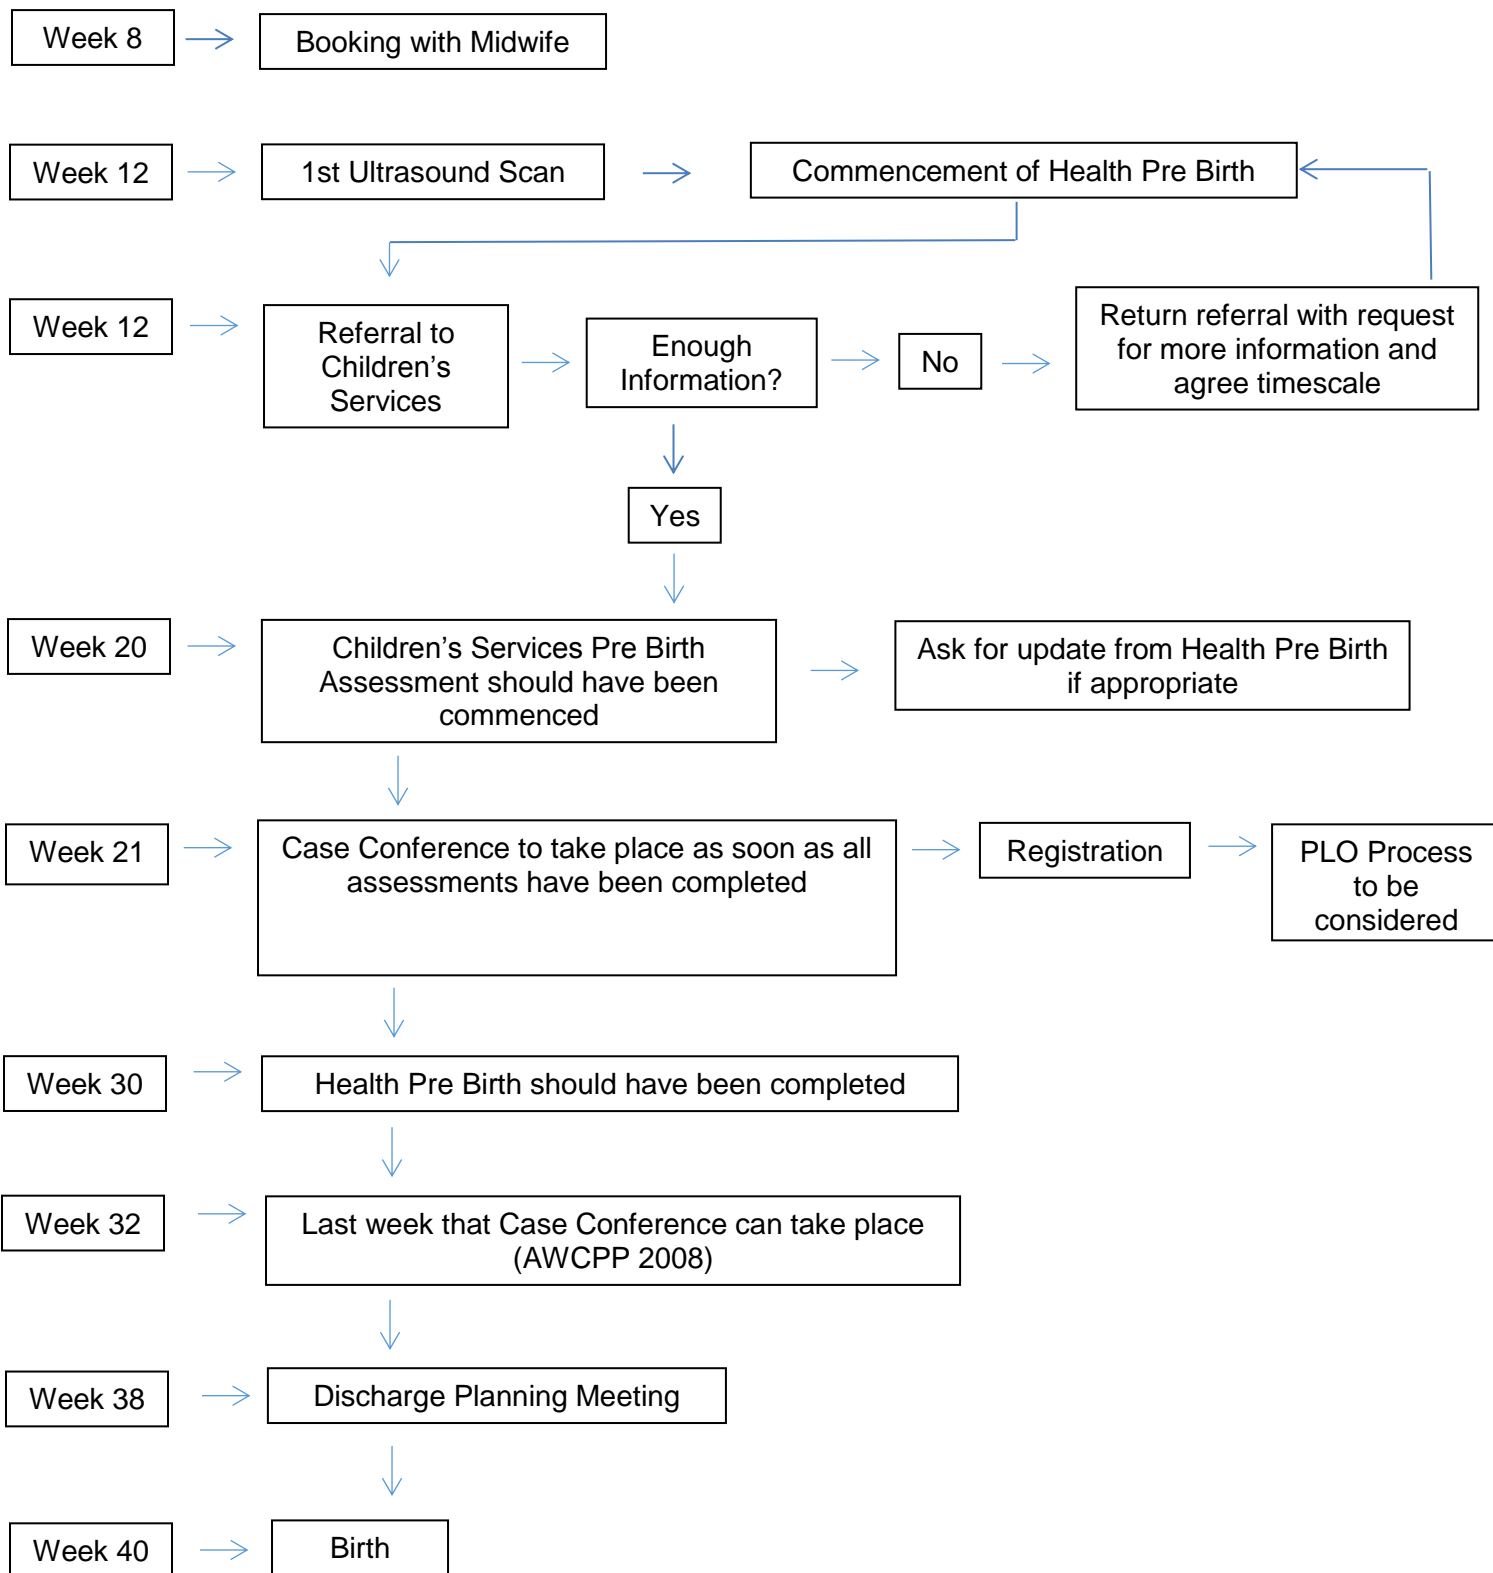 Week 8
Booking with Midwife
Week 12
1st Ultrasound Scan
Commencement of Health Pre Birth
Week 12
Referral to
Children’s
Services
Enough
Information?
No
Return referral with request
for more information and
agree timescale
Yes
Week 20
Children’s Services Pre Birth
Assessment should have been
commenced
Ask for update from Health Pre Birth
if appropriate
Week 21
Case Conference to take place as soon as all
assessments have been completed
Registration
PLO Process
to be
considered
Week 30
Health Pre Birth should have been completed
Week 32
Last week that Case Conference can take place
(AWCPP 2008)
Week 38
Discharge Planning Meeting
Week 40
Birth